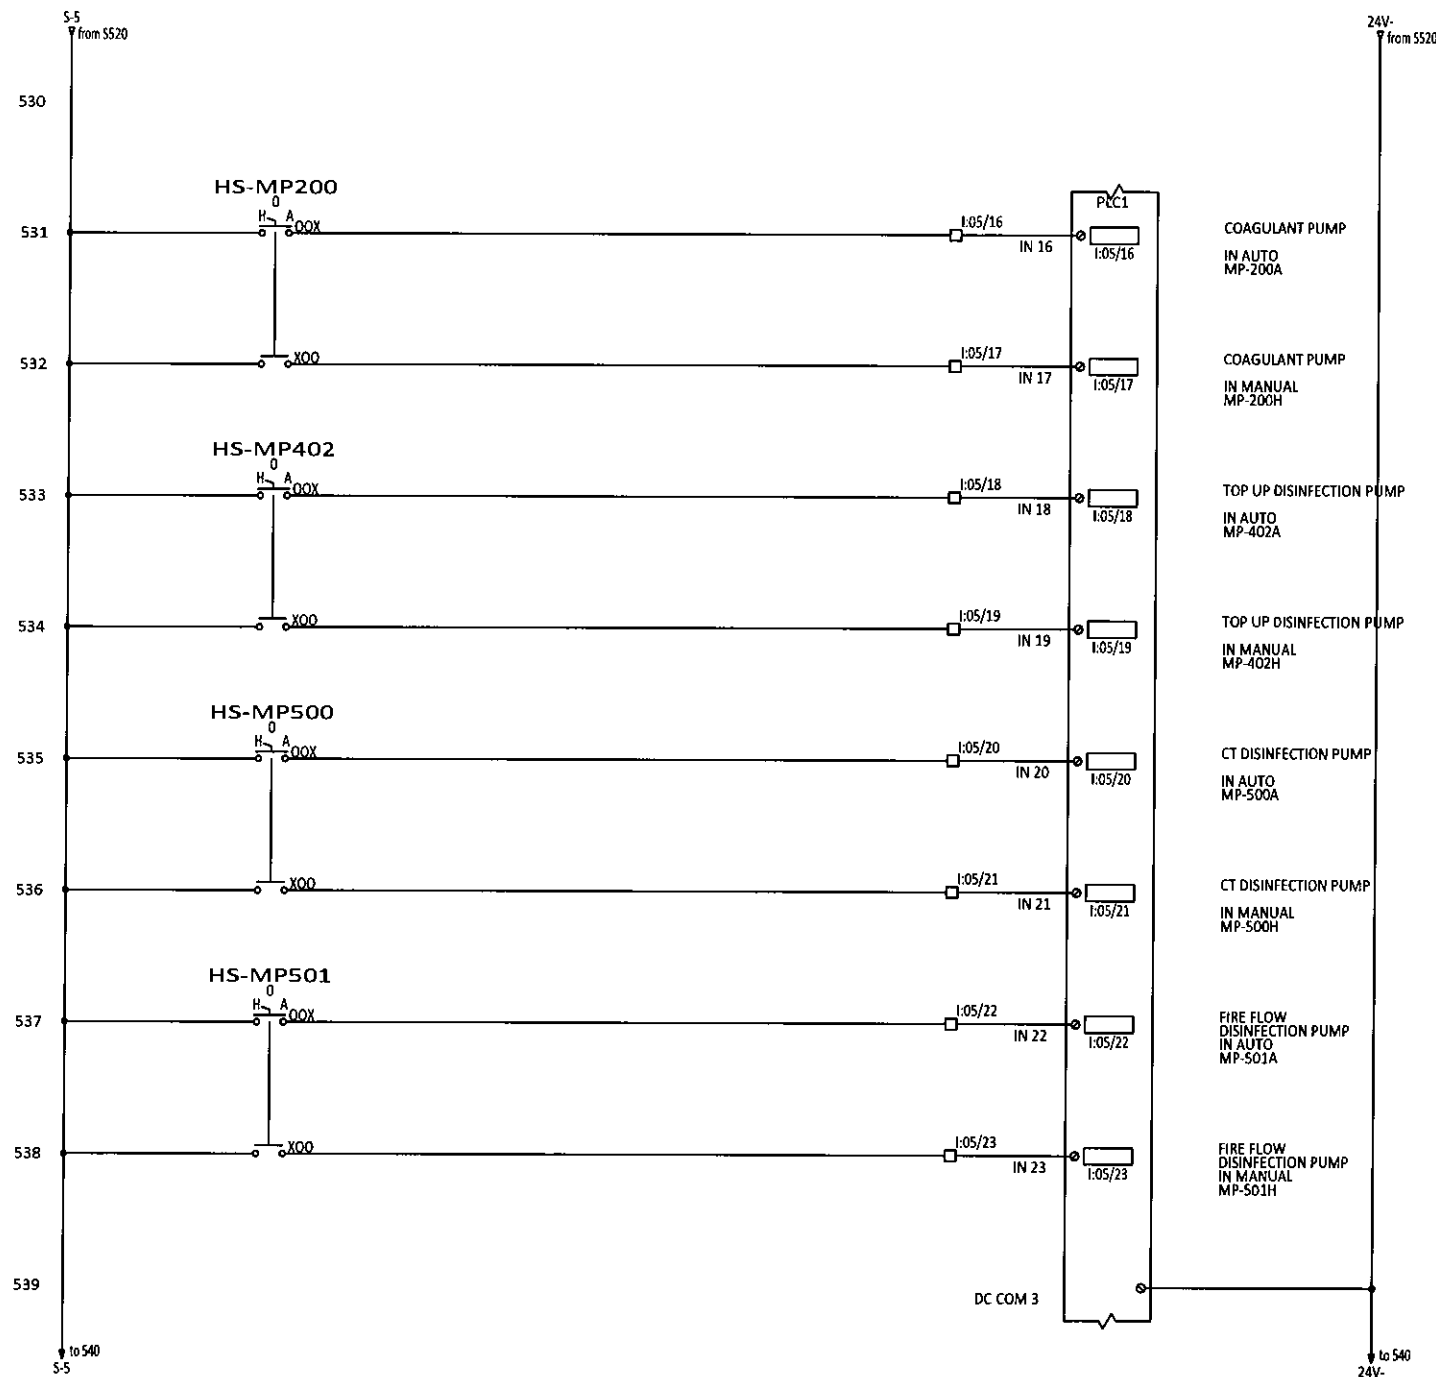 S-5
from S520
24V-
from S520
530
HS-MP200
0
H A
OOX
531
I:05/16
IN 16
PLC1
I:05/16
COAGULANT PUMP
IN AUTO
MP-200A
532
XOO
I:05/17
IN 17
I:05/17
COAGULANT PUMP
IN MANUAL
MP-200H
HS-MP402
0
H A
OOX
533
I:05/18
IN 18
I:05/18
TOP UP DISINFECTION PUMP
IN AUTO
MP-402A
534
XOO
I:05/19
IN 19
I:05/19
TOP UP DISINFECTION PUMP
IN MANUAL
MP-402H
HS-MP500
0
H A
OOX
535
I:05/20
IN 20
I:05/20
CT DISINFECTION PUMP
IN AUTO
MP-500A
536
XOO
I:05/21
IN 21
I:05/21
CT DISINFECTION PUMP
IN MANUAL
MP-500H
HS-MP501
0
H A
OOX
537
I:05/22
IN 22
I:05/22
FIRE FLOW
DISINFECTION PUMP
IN AUTO
MP-501A
538
XOO
I:05/23
IN 23
I:05/23
FIRE FLOW
DISINFECTION PUMP
IN MANUAL
MP-501H
539
DC COM 3
to 540
S-5
to 540
24V-